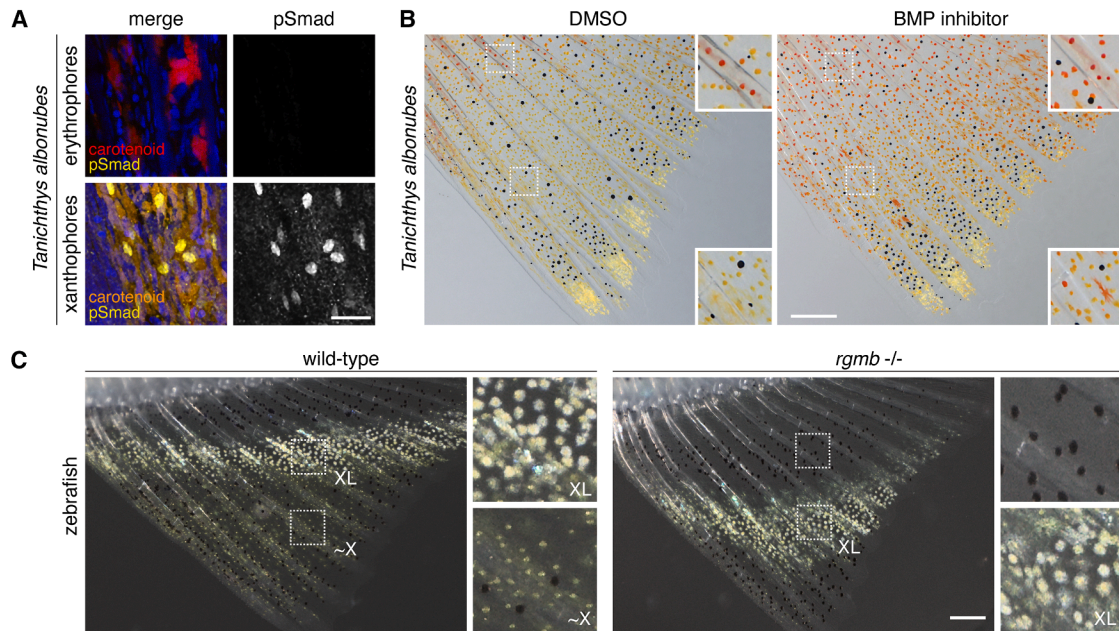 A
merge
pSmad
Tanichthys albonubes
erythrophores
carotenoid
pSmad
xanthophores
carotenoid
pSmad
B
DMSO
BMP inhibitor
Tanichthys albonubes
C
wild-type
rgmb -/-
zebrafish
XL
~X
XL
~X
XL
XL